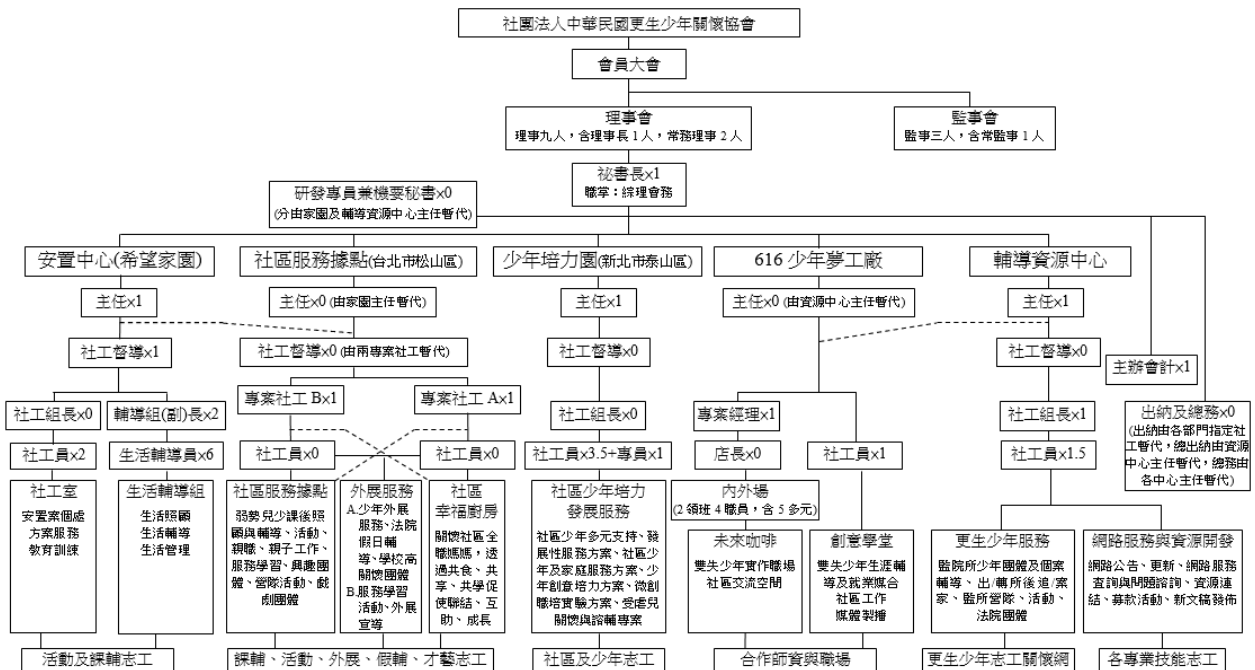 社團法人中華民國更生少年關懷協會
會員大會
理事會
理事九人，含理事長 1 人，常務理事 2 人
監事會
監事三人，含常監事 1 人
祕書長x1
職掌：綜理會務
研發專員兼機要秘書x0
(分由家園及輔導資源中心主任暫代)
安置中心(希望家園)
社區服務據點(台北市松山區)
少年培力園(新北市泰山區)
616 少年夢工廠
輔導資源中心
主任x1
主任x0 (由家園主任暫代)
主任x1
主任x0 (由資源中心主任暫代)
主任x1
社工督導x1
社工督導x0 (由兩專案社工暫代)
社工督導x0
社工督導x0
主辦會計x1
社工組長x0
輔導組(副)長x2
專案社工 Bx1
專案社工 Ax1
社工組長x0
專案經理x1
社工組長x1
出納及總務x0
(出納由各部門指定社
工暫代，總出納由資源
中心主任暫代，總務由
各中心主任暫代)
社工員x2
生活輔導員x6
社工員x0
社工員x0
社工員x3.5+專員x1
店長x0
社工員x1
社工員x1.5
社工室
安置案個處
方案服務
教育訓練
生活輔導組
生活照顧
生活輔導
生活管理
社區服務據點
弱勢兒少課後照
顧與輔導、活動、
親職、親子工作、
服務學習、興趣團
體、營隊活動、戲
劇團體
外展服務
A.少年外展
服務、法院
假日輔
導、學校高
關懷團體
B.服務學習
活動、外展
宣導
社區
幸福廚房
關懷社區全
職媽媽，透
過共食、共
享、共學促
使聯結、互
助、成長
社區少年培力
發展服務
社區少年多元支持、發
展性服務方案、社區少
年及家庭服務方案、少
年創意培力方案、微創
職培實驗方案、受虐兒
關懷與諮輔專案
內外場
(2 領班 4 職員，含 5 多元)
未來咖啡
雙失少年實作職場
社區交流空間
創意學堂
雙失少年生涯輔
導及就業媒合
社區工作
媒體製播
更生少年服務
監院所少年團體及個案
輔導、出/轉所後追/案
家、監所營隊、活動、
法院團體
網路服務與資源開發
網路公告、更新、網路服務
查詢與問題諮詢、資源連
結、募款活動、新文稿發佈
活動及課輔志工
課輔、活動、外展、假輔、才藝志工
社區及少年志工
合作師資與職場
更生少年志工關懷網
各專業技能志工